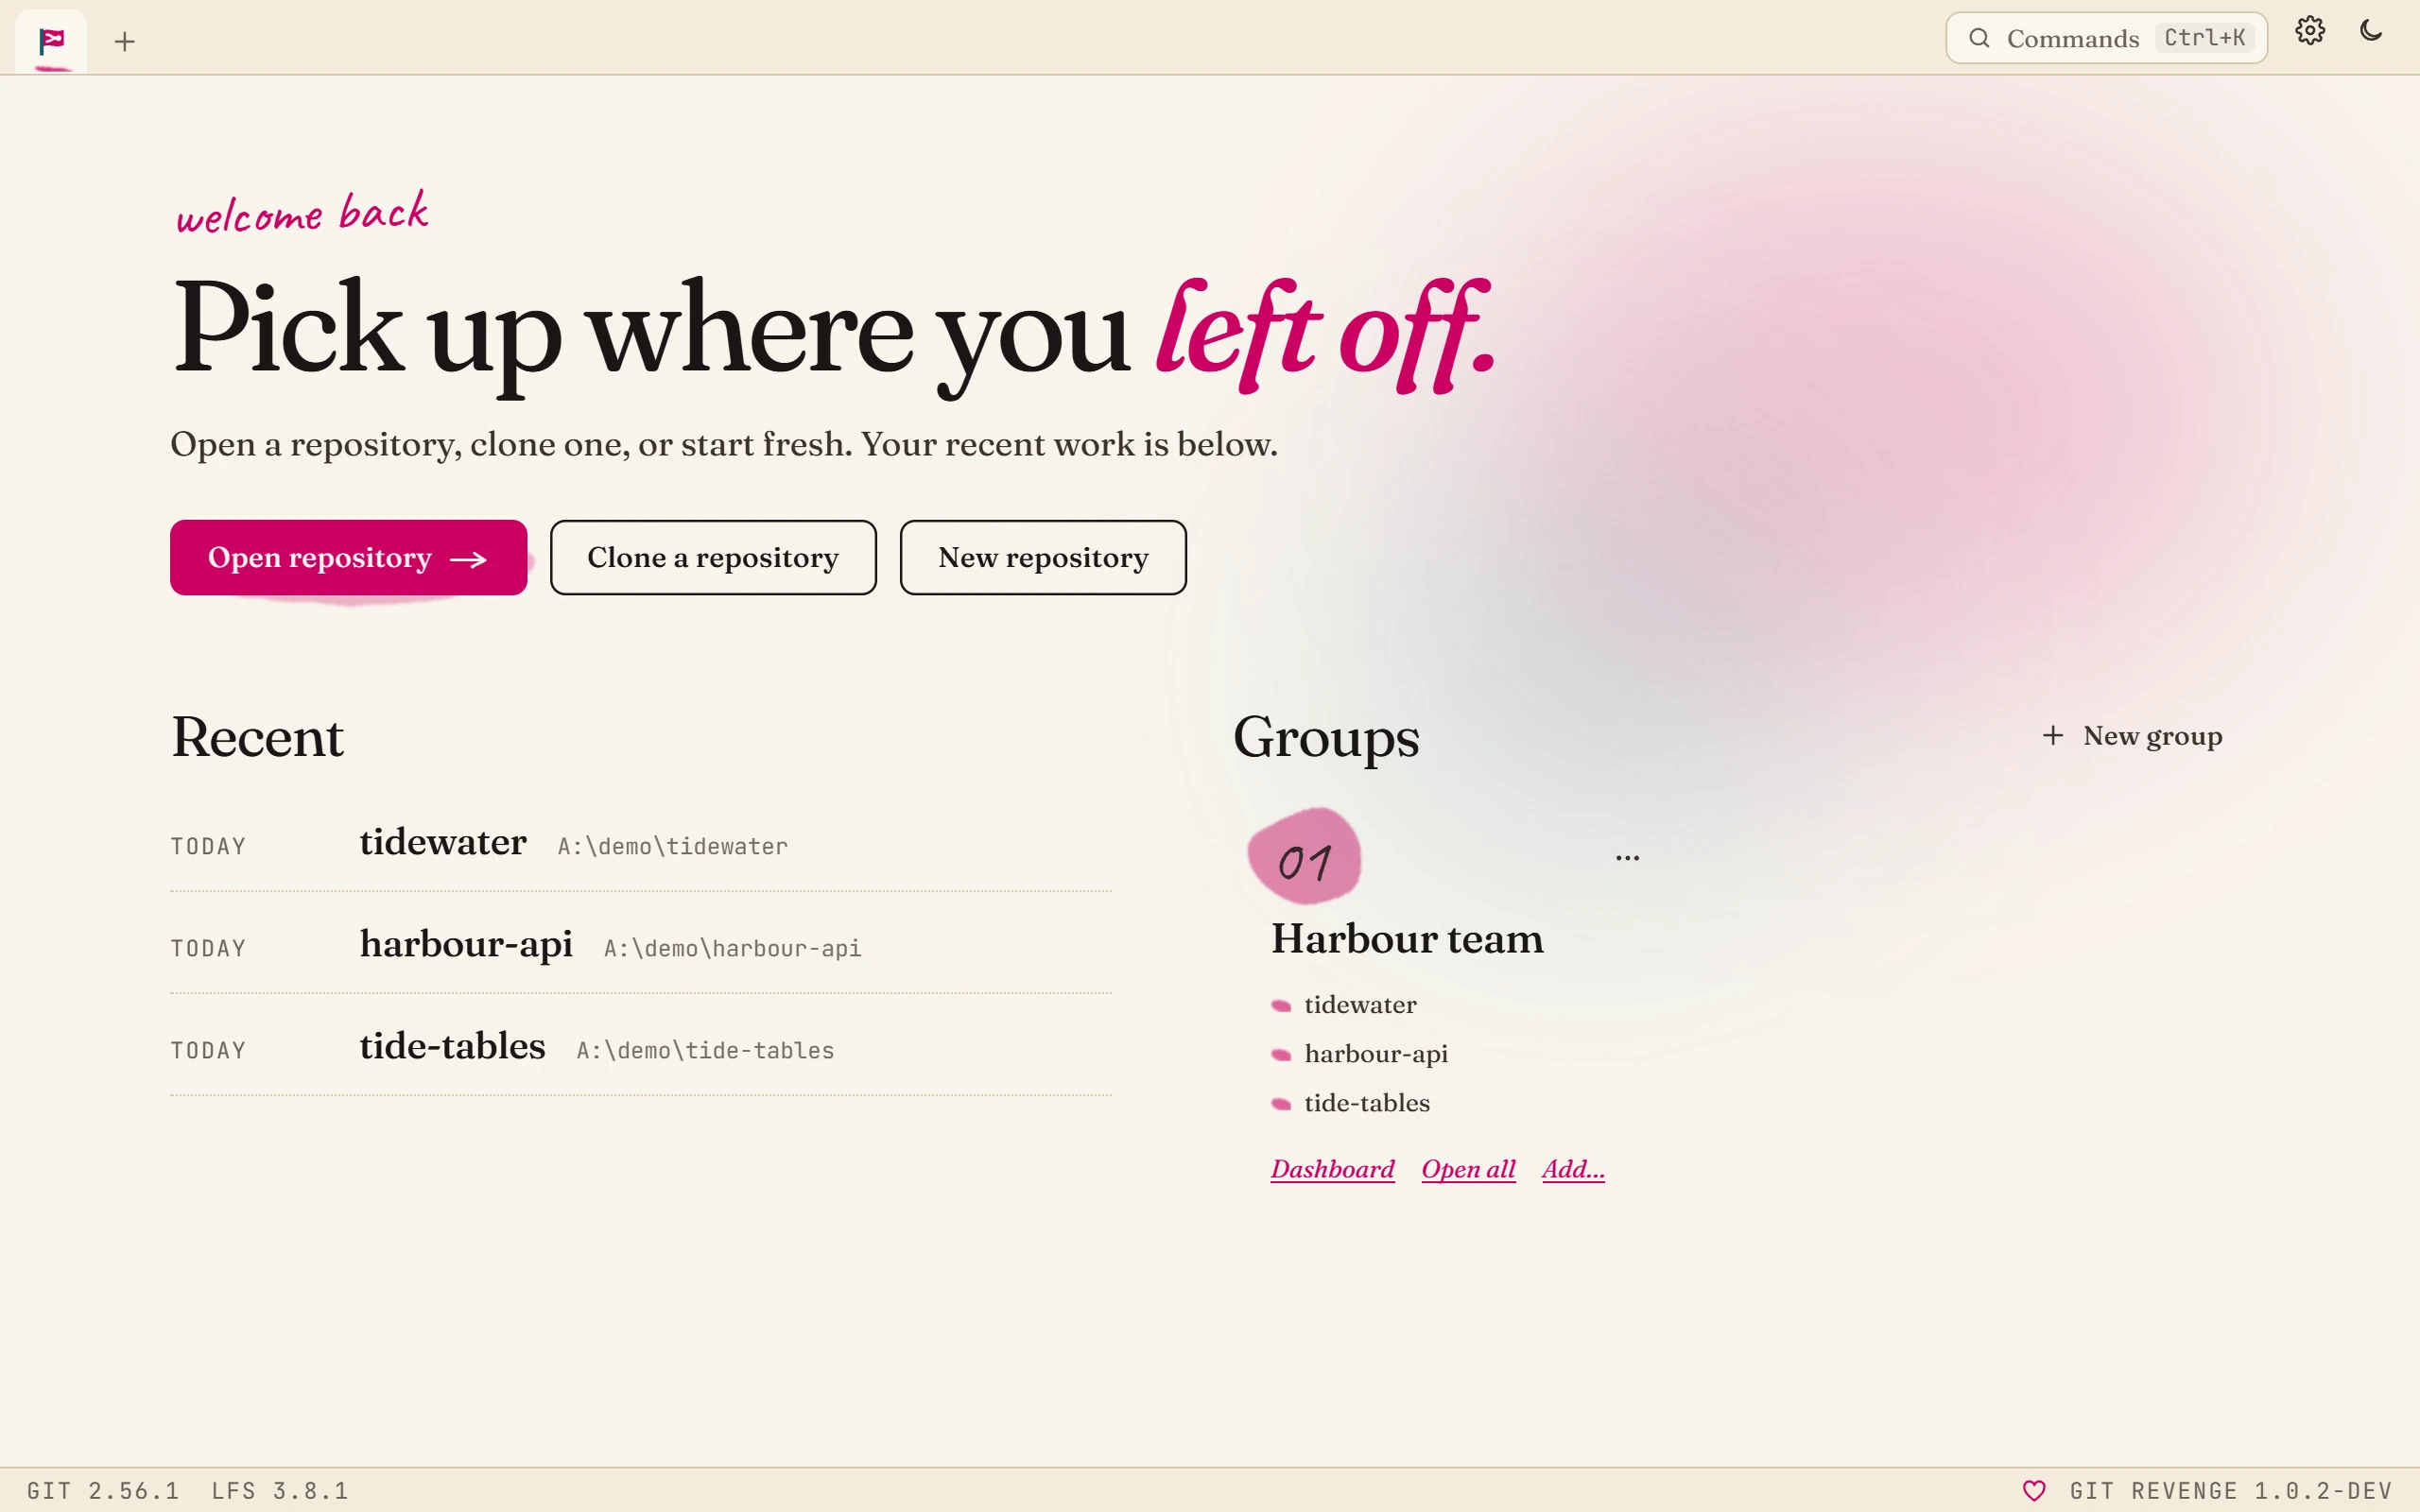 Commands Ctrl+K
welcome back
Pick up where you left off.
Open a repository, clone one, or start fresh. Your recent work is below.
Open repository
Clone a repository
New repository
Recent
TODAY tidewater A:\demo\tidewater
TODAY harbour-api A:\demo\harbour-api
TODAY tide-tables A:\demo\tide-tables
Groups
+ New group
01
...
Harbour team
tidewater
harbour-api
tide-tables
Dashboard Open all Add...
GIT 2.56.1 LFS 3.8.1
GIT REVENGE 1.0.2-DEV